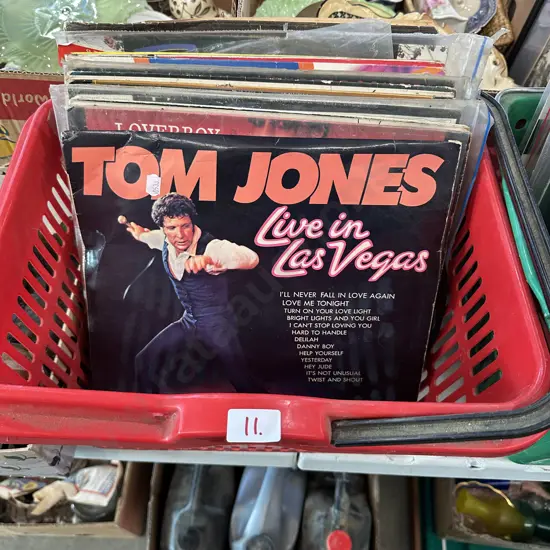 LOVERBOY
TOM JONES
Live in
Las Vegas
I'LL NEVER FALL IN LOVE AGAIN
LOVE ME TONIGHT
TURN ON YOUR LOVE LIGHT
BRIGHT LIGHTS AND YOU GIRL
I CAN'T STOP LOVING YOU
HARD TO HANDLE
DELILAH
DANNY BOY
HELP YOURSELF
YESTERDAY
HEY JUDE
IT'S NOT UNUSUAL
TWIST AND SHOUT
11.